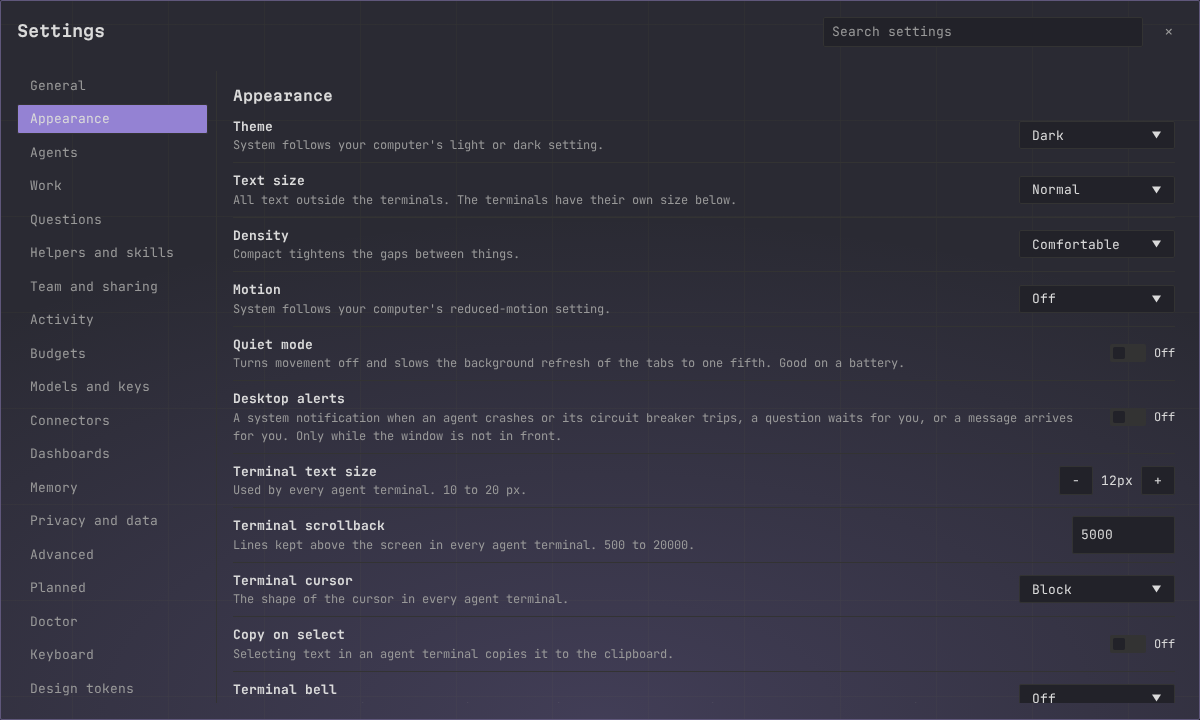 Settings
Search settings
×
General
Appearance
Agents
Work
Questions
Helpers and skills
Team and sharing
Activity
Budgets
Models and keys
Connectors
Dashboards
Memory
Privacy and data
Advanced
Planned
Doctor
Keyboard
Design tokens
Appearance
Theme
System follows your computer's light or dark setting.
Dark
Text size
All text outside the terminals. The terminals have their own size below.
Normal
Density
Compact tightens the gaps between things.
Comfortable
Motion
System follows your computer's reduced-motion setting.
Off
Quiet mode
Turns movement off and slows the background refresh of the tabs to one fifth. Good on a battery.
Off
Desktop alerts
A system notification when an agent crashes or its circuit breaker trips, a question waits for you, or a message arrives
for you. Only while the window is not in front.
Off
Terminal text size
Used by every agent terminal. 10 to 20 px.
- 12px +
Terminal scrollback
Lines kept above the screen in every agent terminal. 500 to 20000.
5000
Terminal cursor
The shape of the cursor in every agent terminal.
Block
Copy on select
Selecting text in an agent terminal copies it to the clipboard.
Off
Terminal bell
Off